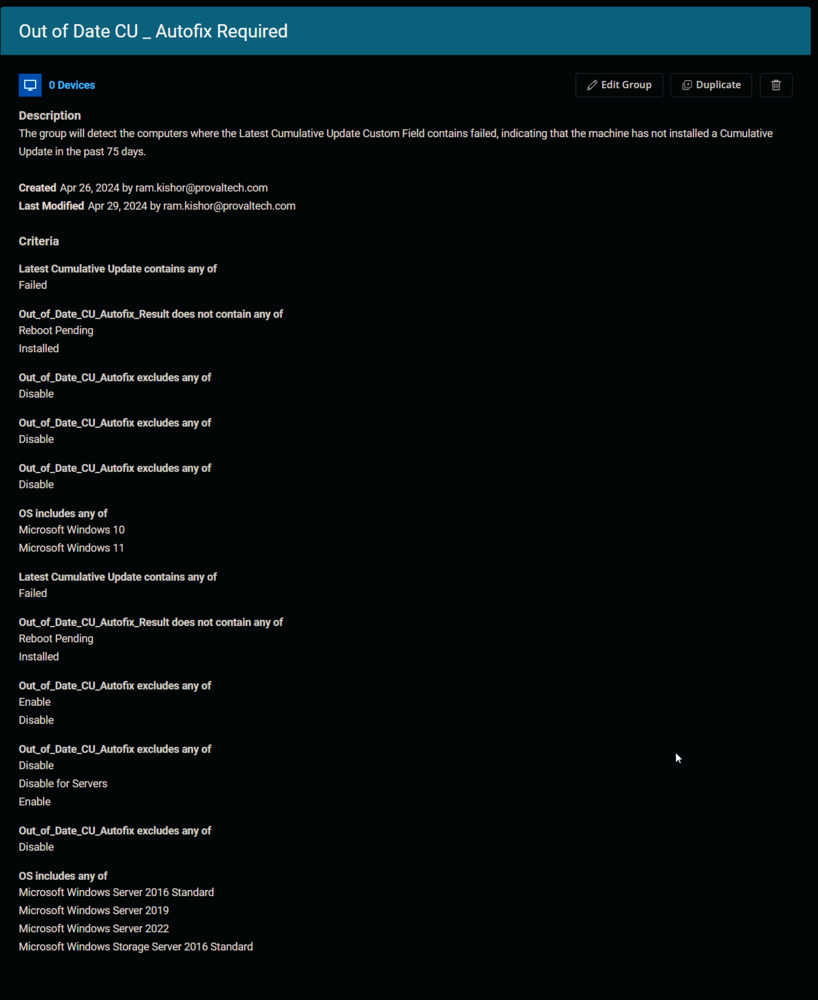 Out of Date CU _ Autofix Required
0 Devices
Edit Group
Duplicate
Description
The group will detect the computers where the Latest Cumulative Update Custom Field contains failed, indicating that the machine has not installed a Cumulative
Update in the past 75 days.
Created Apr 26, 2024 by ram.kishor@provaltech.com
Last Modified Apr 29, 2024 by ram.kishor@provaltech.com
Criteria
Latest Cumulative Update contains any of
Failed
Out_of_Date_CU_Autofix_Result does not contain any of
Reboot Pending
Installed
Out_of_Date_CU_Autofix excludes any of
Disable
Out_of_Date_CU_Autofix excludes any of
Disable
Out_of_Date_CU_Autofix excludes any of
Disable
OS includes any of
Microsoft Windows 10
Microsoft Windows 11
Latest Cumulative Update contains any of
Failed
Out_of_Date_CU_Autofix_Result does not contain any of
Reboot Pending
Installed
Out_of_Date_CU_Autofix excludes any of
Enable
Disable
Out_of_Date_CU_Autofix excludes any of
Disable
Disable for Servers
Enable
Out_of_Date_CU_Autofix excludes any of
Disable
OS includes any of
Microsoft Windows Server 2016 Standard
Microsoft Windows Server 2019
Microsoft Windows Server 2022
Microsoft Windows Storage Server 2016 Standard